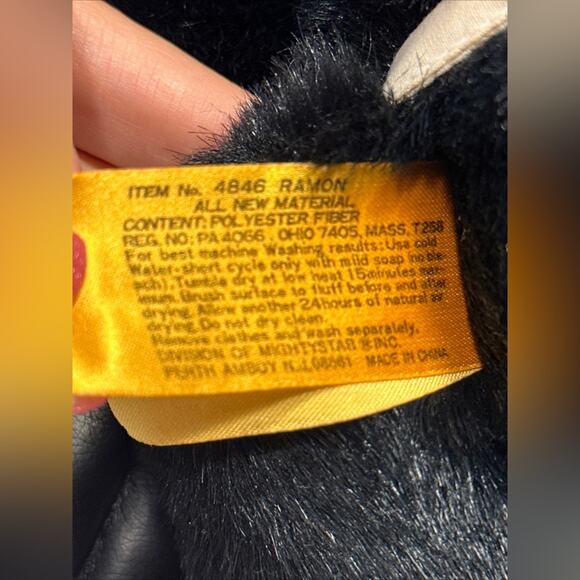 ITEM No. 4846 RAMON
ALL NEW MATERIAL
CONTENT: POLYESTER FIBER
REG. NO: PA4066, OHIO 7405, MASS. T258
For best machine Washing results: Use cold
Water-short cycle only with mild soap (no ble
ach). Tumble dry at low heat 15minutes max-
imum. Brush surface to fluff before and after
drying. Allow another 24hours of natural air
drying. Do not dry clean.
Remove clothes and wash separately.
DIVISION OF MIGHTYSTAR ® INC.
PERTH AMBOY N.J. MADE IN CHINA